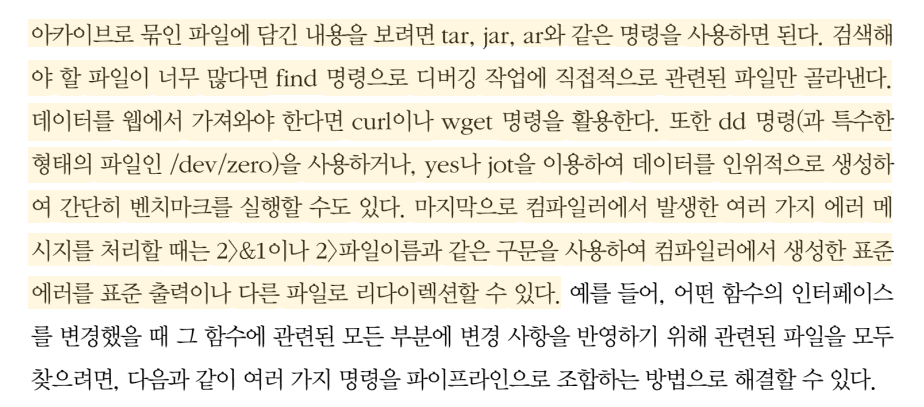 아카이브로 묶인 파일에 담긴 내용을 보려면 tar, jar, ar와 같은 명령을 사용하면 된다. 검색해
야 할 파일이 너무 많다면 find 명령으로 디버깅 작업에 직접적으로 관련된 파일만 골라낸다.
데이터를 웹에서 가져와야 한다면 curl이나 wget 명령을 활용한다. 또한 dd 명령(과 특수한
형태의 파일인 /dev/zero)을 사용하거나, yes나 jot을 이용하여 데이터를 인위적으로 생성하
여 간단히 벤치마크를 실행할 수도 있다. 마지막으로 컴파일러에서 발생한 여러 가지 에러 메
시지를 처리할 때는 2〉&1이나 2〉파일이름과 같은 구문을 사용하여 컴파일러에서 생성한 표준
에러를 표준 출력이나 다른 파일로 리다이렉션할 수 있다. 예를 들어, 어떤 함수의 인터페이스
를 변경했을 때 그 함수에 관련된 모든 부분에 변경 사항을 반영하기 위해 관련된 파일을 모두
찾으려면, 다음과 같이 여러 가지 명령을 파이프라인으로 조합하는 방법으로 해결할 수 있다.